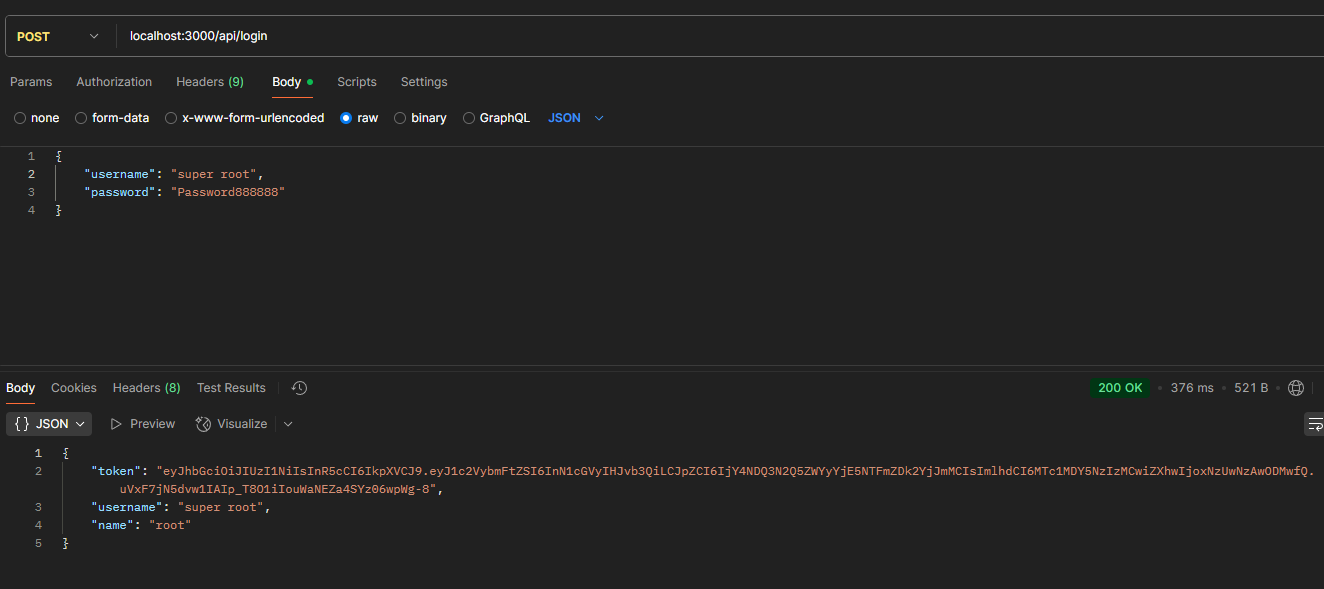 POST localhost:3000/api/login
Params Authorization Headers (9) Body Scripts Settings
none form-data x-www-form-urlencoded raw binary GraphQL JSON
1 {
2 "username": "super root",
3 "password": "Password888888"
4 }
Body Cookies Headers (8) Test Results 200 OK 376 ms 521 B
{} JSON Preview Visualize
1 {
2 "token": "eyJhbGciOiJIUzI1NiIsInR5cCI6IkpXVCJ9.eyJ1c2VybmFtZSI6InN1cGVyIHJvb3QiLCJpZCI6IjY4NDQ3N2Q5ZWYyYjE5NTFmZDk2YjJmMCIsImlhdCI6MTc1MDY5NzIzMCwiZXhwIjoxNzUwNzAwODMwfQ.
uVxF7jN5dvw1IAIp_T8O1iIouWaNEZa4SYz06wpWg-8",
3 "username": "super root",
4 "name": "root"
5 }